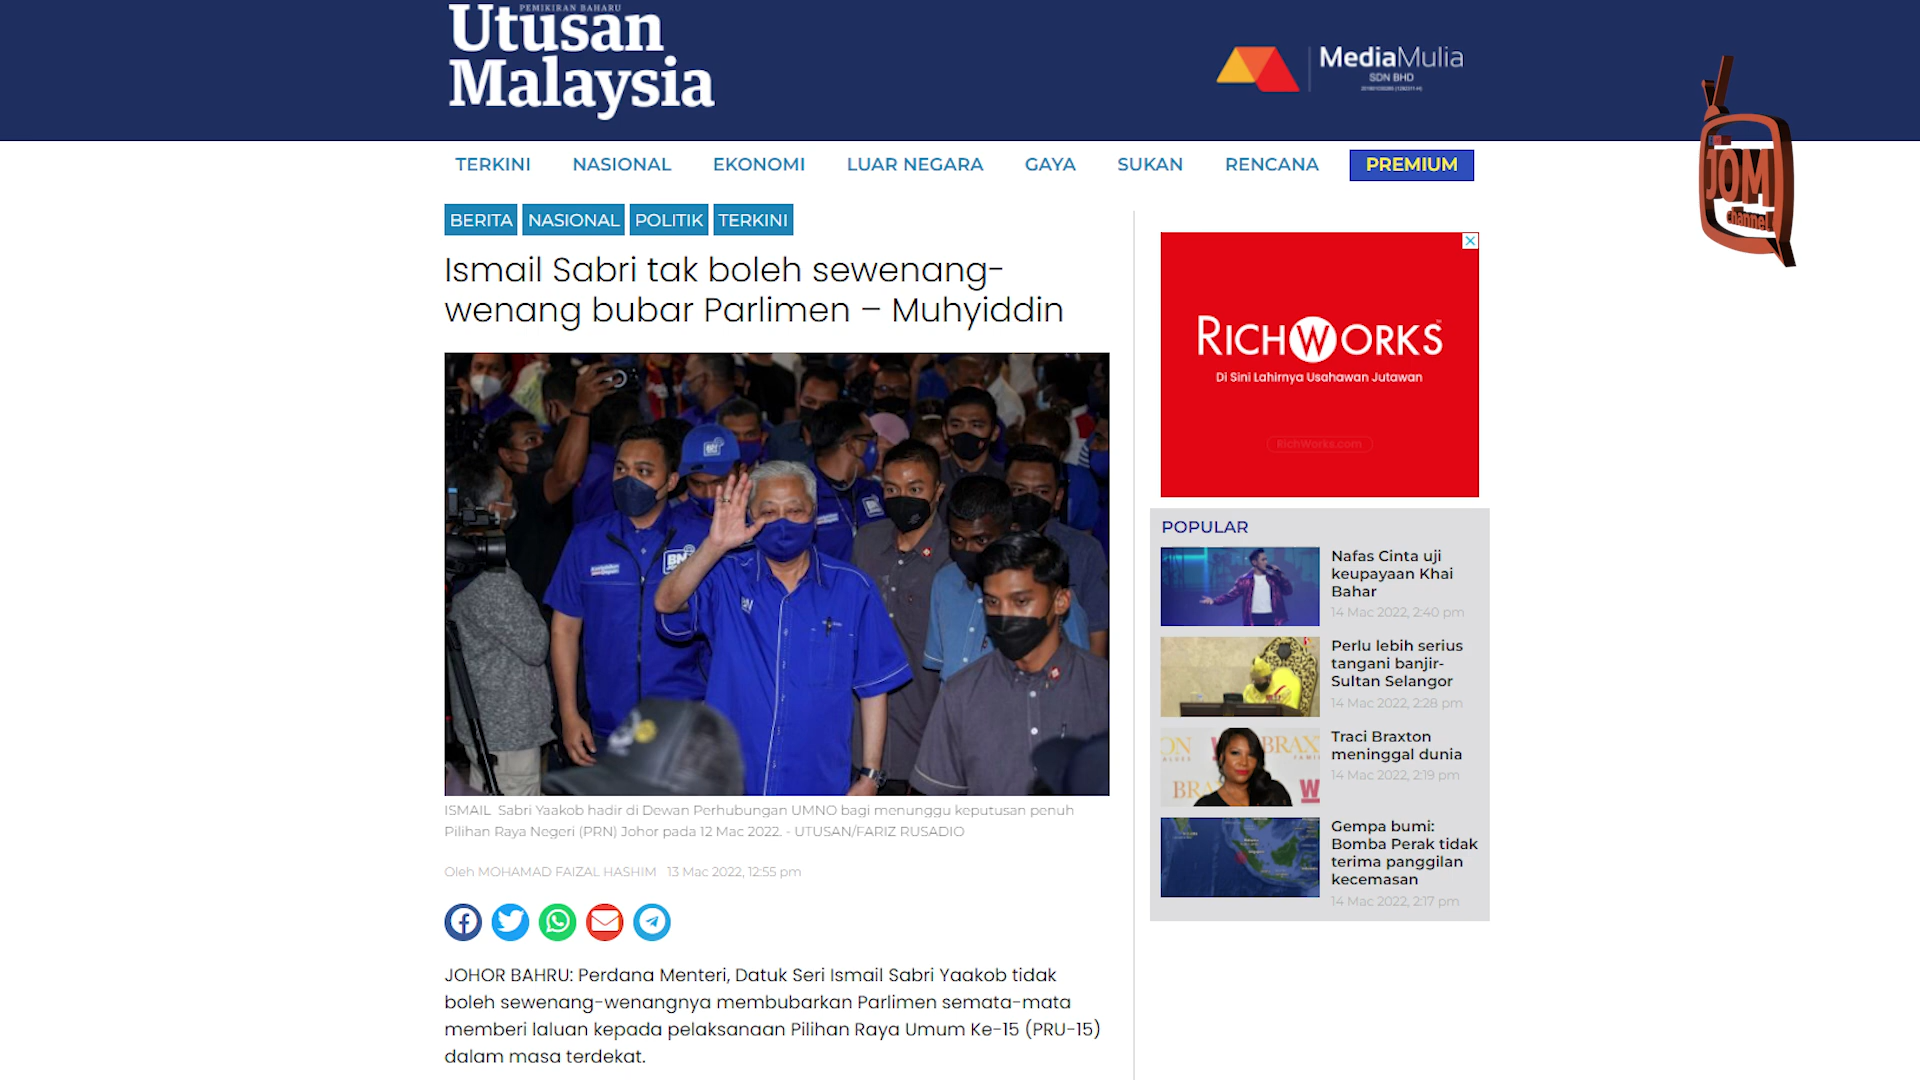 PEMIKIRAN BAHARU
Utusan
Malaysia
MediaMulia
SDN BHD
TERKINI
NASIONAL
EKONOMI
LUAR NEGARA
GAYA
SUKAN
RENCANA
PREMIUM
JOM
Channel
BERITA
NASIONAL
POLITIK
TERKINI
Ismail Sabri tak boleh sewenang-
wenang bubar Parlimen – Muhyiddin
BN
ISMAIL Sabri Yaakob hadir di Dewan Perhubungan UMNO bagi menunggu keputusan penuh
Pilihan Raya Negeri (PRN) Johor pada 12 Mac 2022. - UTUSAN/FARIZ RUSADIO
Oleh MOHAMAD FAIZAL HASHIM 13 Mac 2022, 12:55 pm
JOHOR BAHRU: Perdana Menteri, Datuk Seri Ismail Sabri Yaakob tidak
boleh sewenang-wenangnya membubarkan Parlimen semata-mata
memberi laluan kepada pelaksanaan Pilihan Raya Umum Ke-15 (PRU-15)
dalam masa terdekat.
RICHWORKS
Di Sini Lahirnya Usahawan Jutawan
RichWorks.com
POPULAR
Nafas Cinta uji
keupayaan Khai
Bahar
14 Mac 2022, 2:40 pm
Perlu lebih serius
tangani banjir-
Sultan Selangor
14 Mac 2022, 2:28 pm
Traci Braxton
meninggal dunia
14 Mac 2022, 2:19 pm
Gempa bumi:
Bomba Perak tidak
terima panggilan
kecemasan
14 Mac 2022, 2:17 pm